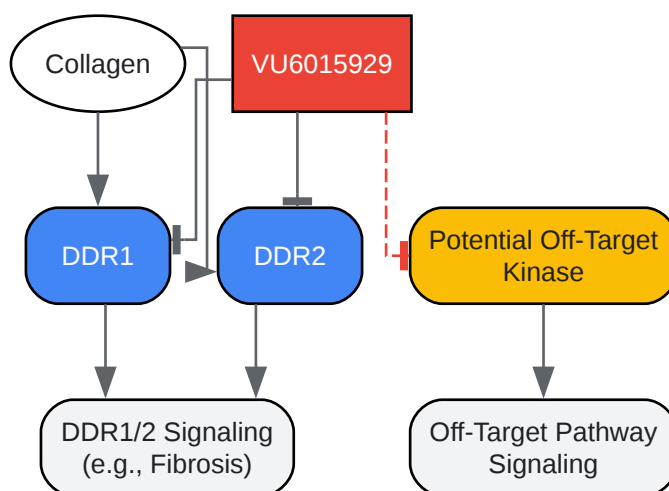 Collagen
VU6015929
DDR1
DDR2
Potential Off-Target
Kinase
DDR1/2 Signaling
(e.g., Fibrosis)
Off-Target Pathway
Signaling